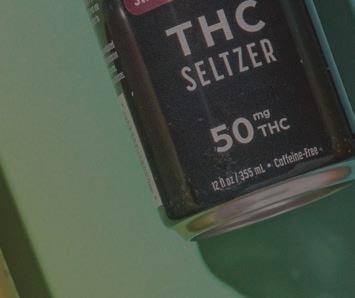 THC
SELTZER
50 mg THC
12 fl oz / 355 mL • Caffeine-Free